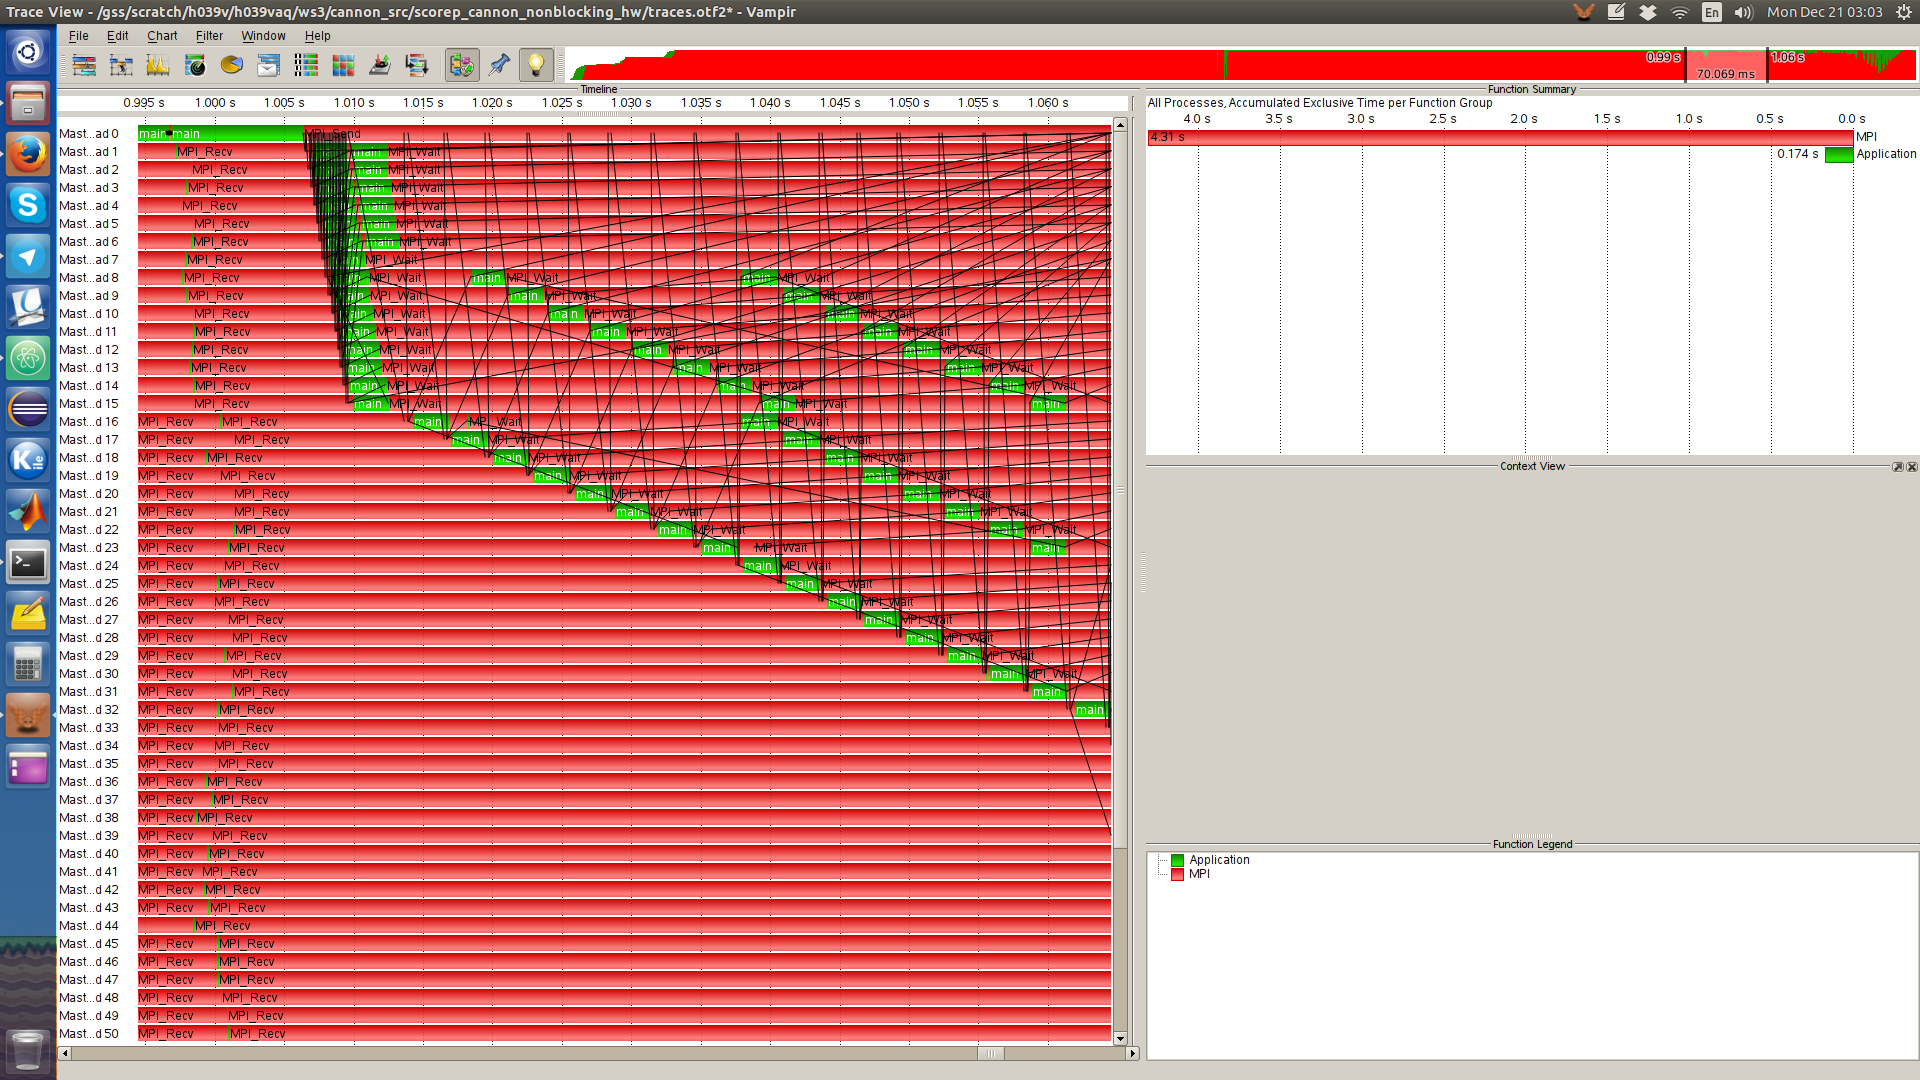 Trace View - /gss/scratch/h039v/h039vaq/ws3/cannon_src/scorep_cannon_nonblocking_hw/traces.otf2* - Vampir En Mon Dec 21 03:03
File Edit Chart Filter Window Help
0.99 s 1.06 s
70.069 ms
Timeline
0.995 s 1.000 s 1.005 s 1.010 s 1.015 s 1.020 s 1.025 s 1.030 s 1.035 s 1.040 s 1.045 s 1.050 s 1.055 s 1.060 s
Mast...ad 0 main main MPI_Send
Mast...ad 1 MPI_Recv main MPI_Wait
Mast...ad 2 MPI_Recv main MPI_Wait
Mast...ad 3 MPI_Recv main MPI_Wait
Mast...ad 4 MPI_Recv main MPI_Wait
Mast...ad 5 MPI_Recv main MPI_Wait
Mast...ad 6 MPI_Recv main MPI_Wait
Mast...ad 7 MPI_Recv main MPI_Wait
Mast...ad 8 MPI_Recv main MPI_Wait main MPI_Wait main MPI_Wait
Mast...ad 9 MPI_Recv main MPI_Wait main MPI_Wait main MPI_Wait
Mast...d 10 MPI_Recv main MPI_Wait main MPI_Wait main MPI_Wait
Mast...d 11 MPI_Recv main MPI_Wait main MPI_Wait main MPI_Wait
Mast...d 12 MPI_Recv main MPI_Wait main MPI_Wait main MPI_Wait
Mast...d 13 MPI_Recv main MPI_Wait main MPI_Wait main MPI_Wait
Mast...d 14 MPI_Recv main MPI_Wait main MPI_Wait main MPI_Wait
Mast...d 15 MPI_Recv main MPI_Wait main MPI_Wait main
Mast...d 16 MPI_Recv MPI_Recv main MPI_Wait main MPI_Wait
Mast...d 17 MPI_Recv MPI_Recv main MPI_Wait main MPI_Wait
Mast...d 18 MPI_Recv MPI_Recv main MPI_Wait main MPI_Wait
Mast...d 19 MPI_Recv MPI_Recv main MPI_Wait main MPI_Wait
Mast...d 20 MPI_Recv MPI_Recv main MPI_Wait main MPI_Wait
Mast...d 21 MPI_Recv MPI_Recv main MPI_Wait main MPI_Wait
Mast...d 22 MPI_Recv MPI_Recv main MPI_Wait main MPI_Wait
Mast...d 23 MPI_Recv MPI_Recv main MPI_Wait main
Mast...d 24 MPI_Recv MPI_Recv main MPI_Wait
Mast...d 25 MPI_Recv MPI_Recv main MPI_Wait
Mast...d 26 MPI_Recv MPI_Recv main MPI_Wait
Mast...d 27 MPI_Recv MPI_Recv main MPI_Wait
Mast...d 28 MPI_Recv MPI_Recv main MPI_Wait
Mast...d 29 MPI_Recv MPI_Recv main MPI_Wait
Mast...d 30 MPI_Recv MPI_Recv main MPI_Wait
Mast...d 31 MPI_Recv MPI_Recv main
Mast...d 32 MPI_Recv MPI_Recv main
Mast...d 33 MPI_Recv MPI_Recv
Mast...d 34 MPI_Recv MPI_Recv
Mast...d 35 MPI_Recv MPI_Recv
Mast...d 36 MPI_Recv MPI_Recv
Mast...d 37 MPI_Recv MPI_Recv
Mast...d 38 MPI_Recv MPI_Recv
Mast...d 39 MPI_Recv MPI_Recv
Mast...d 40 MPI_Recv MPI_Recv
Mast...d 41 MPI_Recv MPI_Recv
Mast...d 42 MPI_Recv MPI_Recv
Mast...d 43 MPI_Recv MPI_Recv
Mast...d 44 MPI_Recv
Mast...d 45 MPI_Recv MPI_Recv
Mast...d 46 MPI_Recv MPI_Recv
Mast...d 47 MPI_Recv MPI_Recv
Mast...d 48 MPI_Recv MPI_Recv
Mast...d 49 MPI_Recv MPI_Recv
Mast...d 50 MPI_Recv MPI_Recv
Function Summary
All Processes, Accumulated Exclusive Time per Function Group
4.0 s 3.5 s 3.0 s 2.5 s 2.0 s 1.5 s 1.0 s 0.5 s 0.0 s
4.31 s MPI
0.174 s Application
Context View
Function Legend
Application
MPI